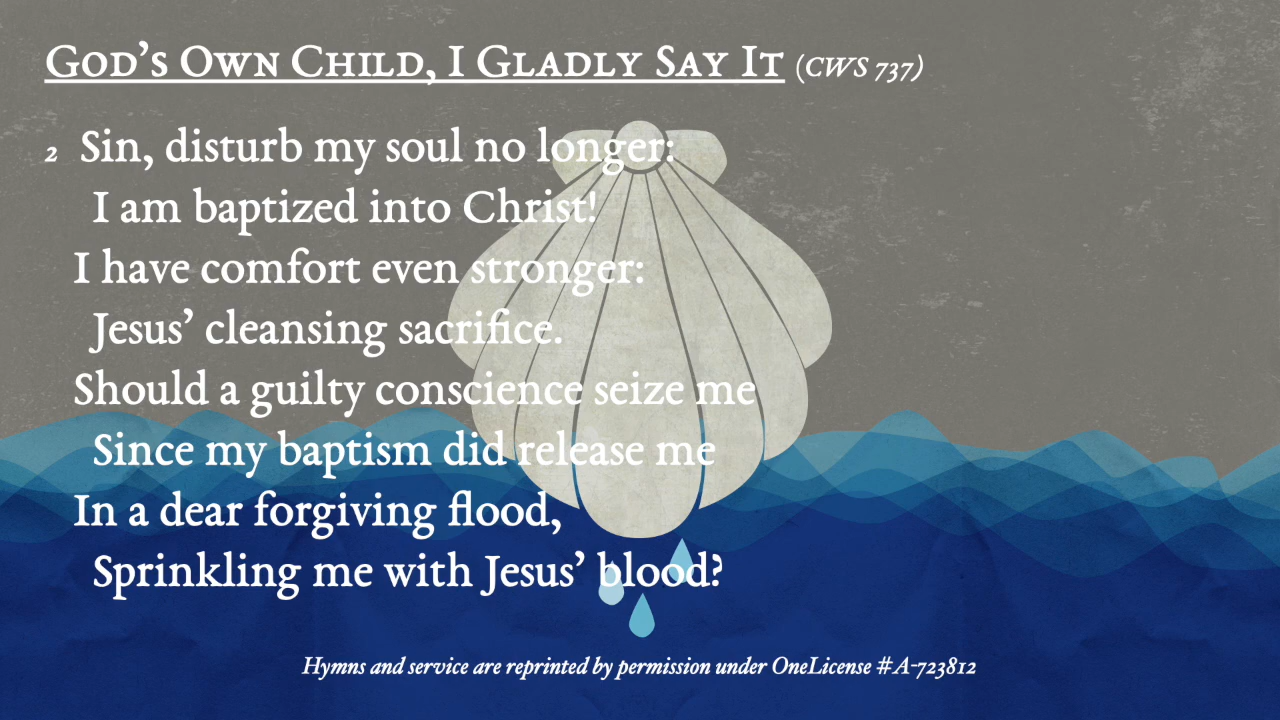 God's Own Child, I Gladly Say It (CWS 737)
2 Sin, disturb my soul no longer:
I am baptized into Christ!
I have comfort even stronger:
Jesus' cleansing sacrifice.
Should a guilty conscience seize me
Since my baptism did release me
In a dear forgiving flood,
Sprinkling me with Jesus' blood?
Hymns and service are reprinted by permission under OneLicense #A-723812